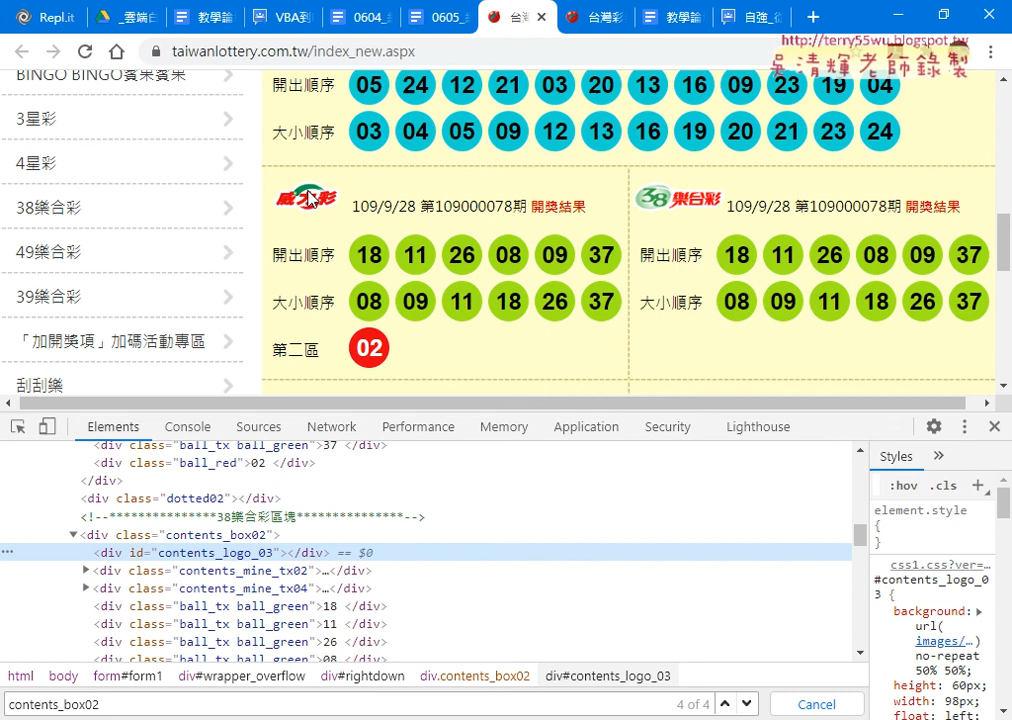 Repl.it
_雲端白
教學論
VBA到
0604_
0605_
台灣
台灣彩
教學論
自強_從
taiwanlottery.com.tw/index_new.aspx
http://terry55wu.blogspot.tw
吳清輝老師錄製
BINGO BINGO賓果賓果
3星彩
4星彩
38樂合彩
49樂合彩
39樂合彩
「加開獎項」加碼活動專區
刮刮樂
開出順序 05 24 12 21 03 20 13 16 09 23 19 04
大小順序 03 04 05 09 12 13 16 19 20 21 23 24
威力彩 109/9/28 第109000078期 開獎結果
開出順序 18 11 26 08 09 37
大小順序 08 09 11 18 26 37
第二區 02
38樂合彩 109/9/28 第109000078期 開獎結果
開出順序 18 11 26 08 09 37
大小順序 08 09 11 18 26 37
Elements Console Sources Network Performance Memory Application Security Lighthouse
<div class="ball_tx ball_green">37 </div>
<div class="ball_red">02 </div>
</div>
<div class="dotted02"></div>
<!--***************38樂合彩區塊***************-->
<div class="contents_box02">
<div id="contents_logo_03"></div> == $0
<div class="contents_mine_tx02">…</div>
<div class="contents_mine_tx04">…</div>
<div class="ball_tx ball_green">18 </div>
<div class="ball_tx ball_green">11 </div>
<div class="ball_tx ball_green">26 </div>
<div class="ball_tx ball_green">08 </div>
Styles »
:hov .cls +
element.style
{
}
css1.css?ver=…
#contents_logo_0
3 {
background:
url(
images/…)
no-repeat
50% 50%;
height: 60px;
width: 98px;
float: left;
html body form#form1 div#wrapper_overflow div#rightdown div.contents_box02 div#contents_logo_03
contents_box02 4 of 4 Cancel